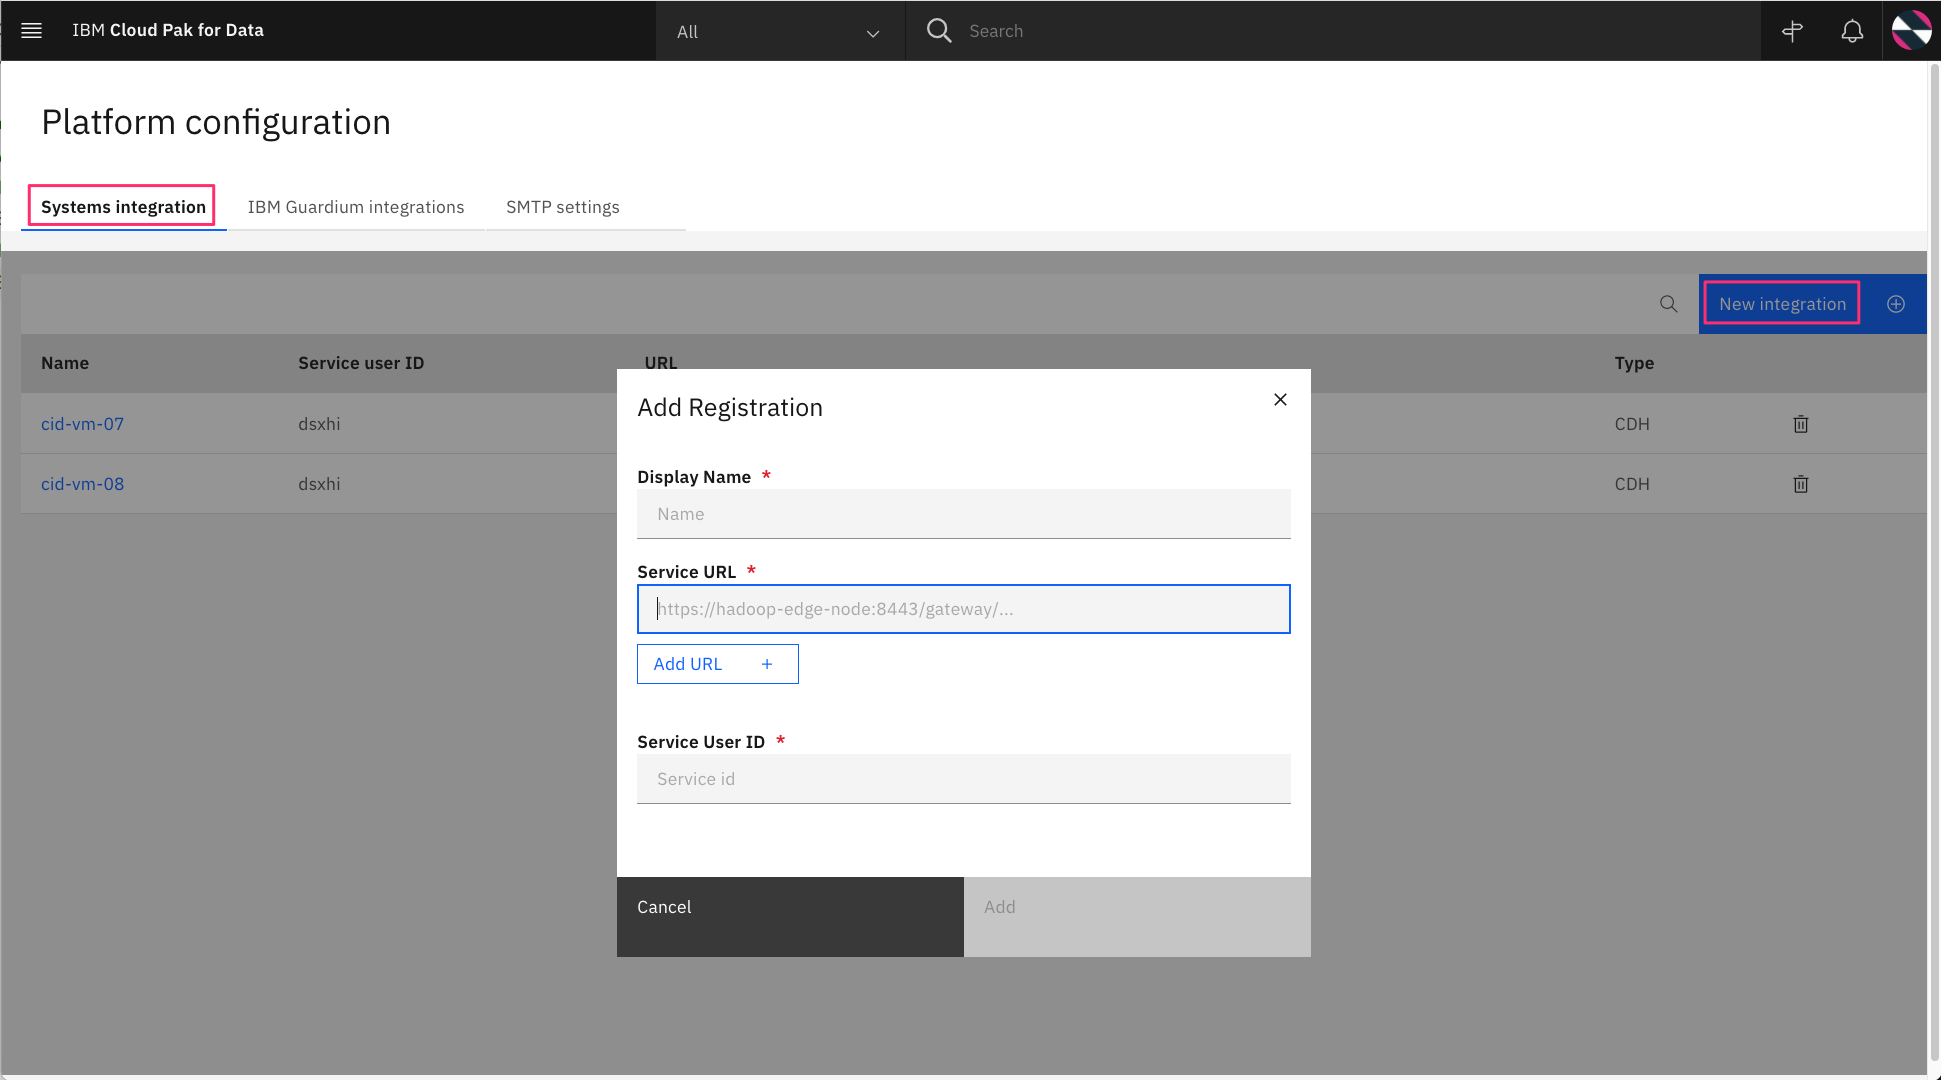 IBM Cloud Pak for Data
All
Search
Platform configuration
Systems integration IBM Guardium integrations SMTP settings
New integration
Name Service user ID URL Type
cid-vm-07 dsxhi CDH
cid-vm-08 dsxhi CDH
Add Registration
Display Name *
Name
Service URL *
https://hadoop-edge-node:8443/gateway/...
Add URL +
Service User ID *
Service id
Cancel Add